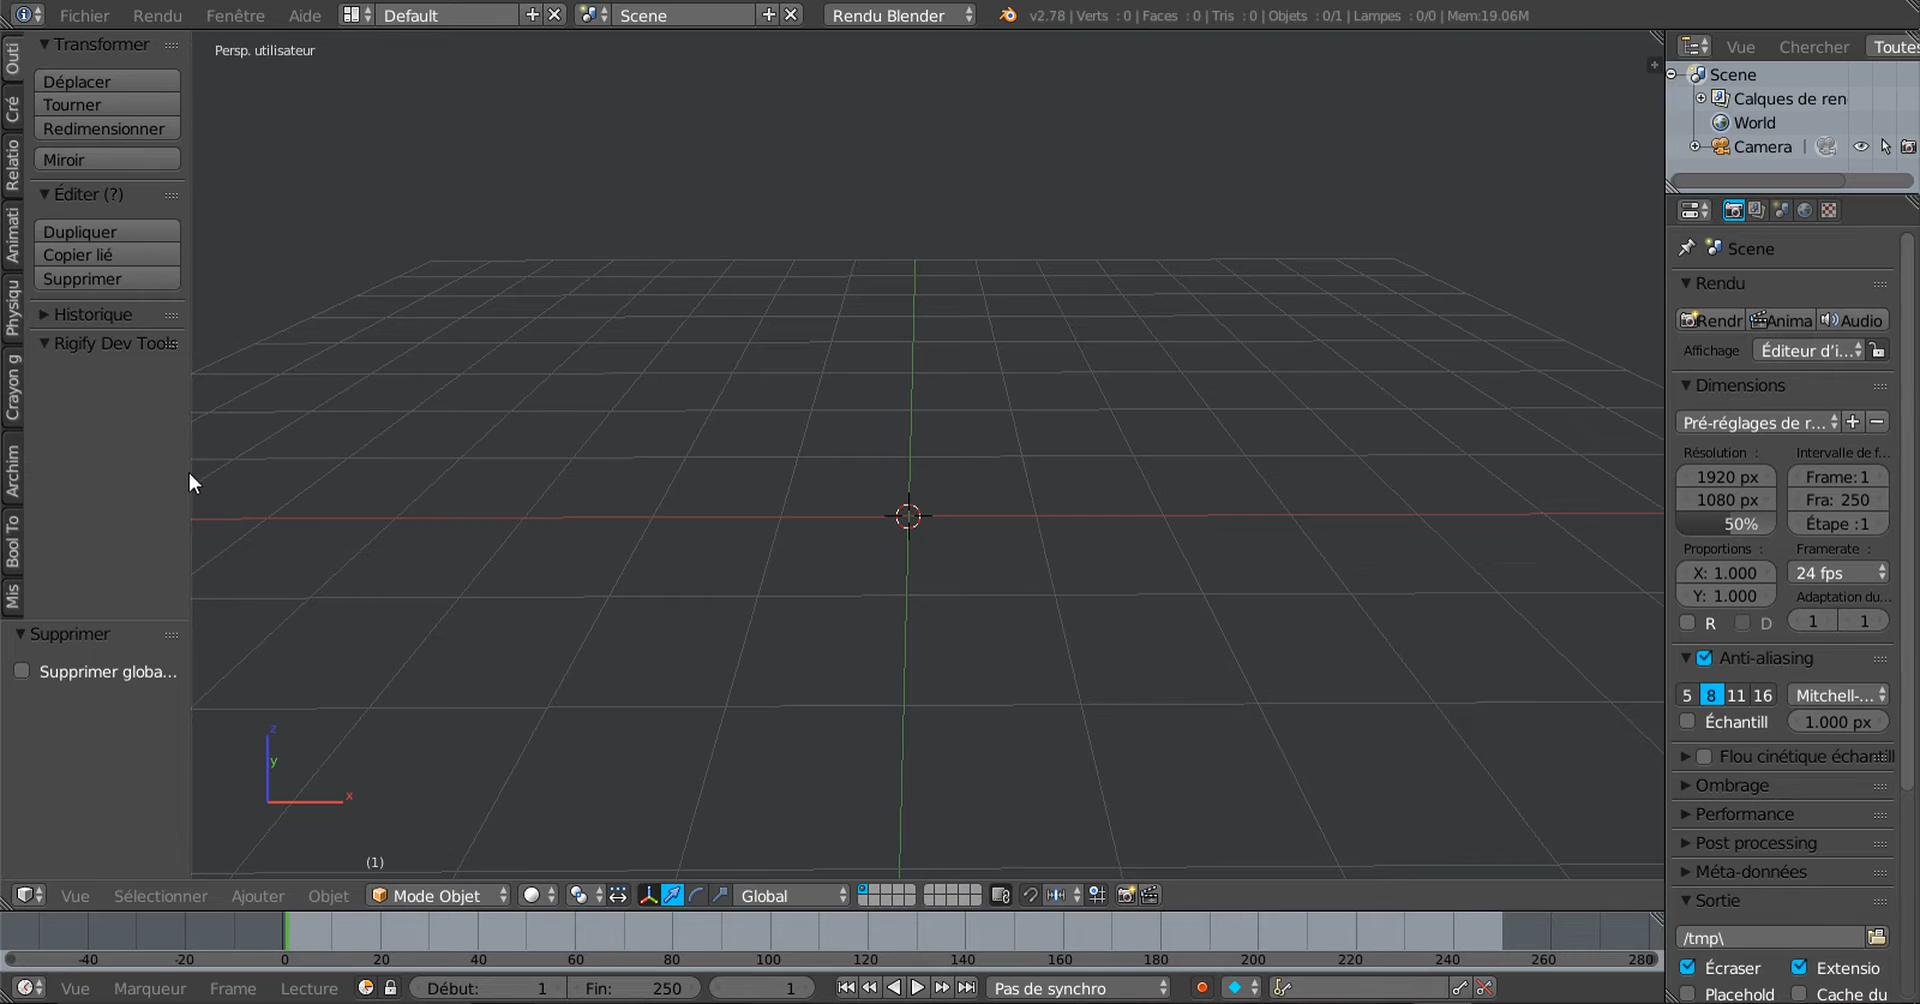 Fichier Rendu Fenêtre Aide Default Scene Rendu Blender v2.78 | Verts : 0 | Faces : 0 | Tris : 0 | Objets : 0/1 | Lampes : 0/0 | Mem:19.06M
Outi
Cré
Relatio
Animati
Physiqu
Crayon g
Archim
Bool To
Mis
Transformer
Déplacer
Tourner
Redimensionner
Miroir
Éditer (?)
Dupliquer
Copier lié
Supprimer
Historique
Rigify Dev Tools
Supprimer
Supprimer globa...
Persp. utilisateur
z
y
x
(1)
Vue Sélectionner Ajouter Objet Mode Objet Global
-40 -20 0 20 40 60 80 100 120 140 160 180 200 220 240 260 280
Vue Marqueur Frame Lecture Début: 1 Fin: 250 1 Pas de synchro
Vue Chercher Toutes
Scene
Calques de ren
World
Camera
Scene
Rendu
Rendr Anima Audio
Affichage Éditeur d’i...
Dimensions
Pré-réglages de r...
Résolution : Intervalle de f...
1920 px Frame: 1
1080 px Fra: 250
50% Étape :1
Proportions : Framerate :
X: 1.000 24 fps
Y: 1.000 Adaptation du...
R D 1 1
Anti-aliasing
5 8 11 16 Mitchell-...
Échantill 1.000 px
Flou cinétique échantill
Ombrage
Performance
Post processing
Méta-données
Sortie
/tmp\
Écraser Extensio
Placehold Cache du